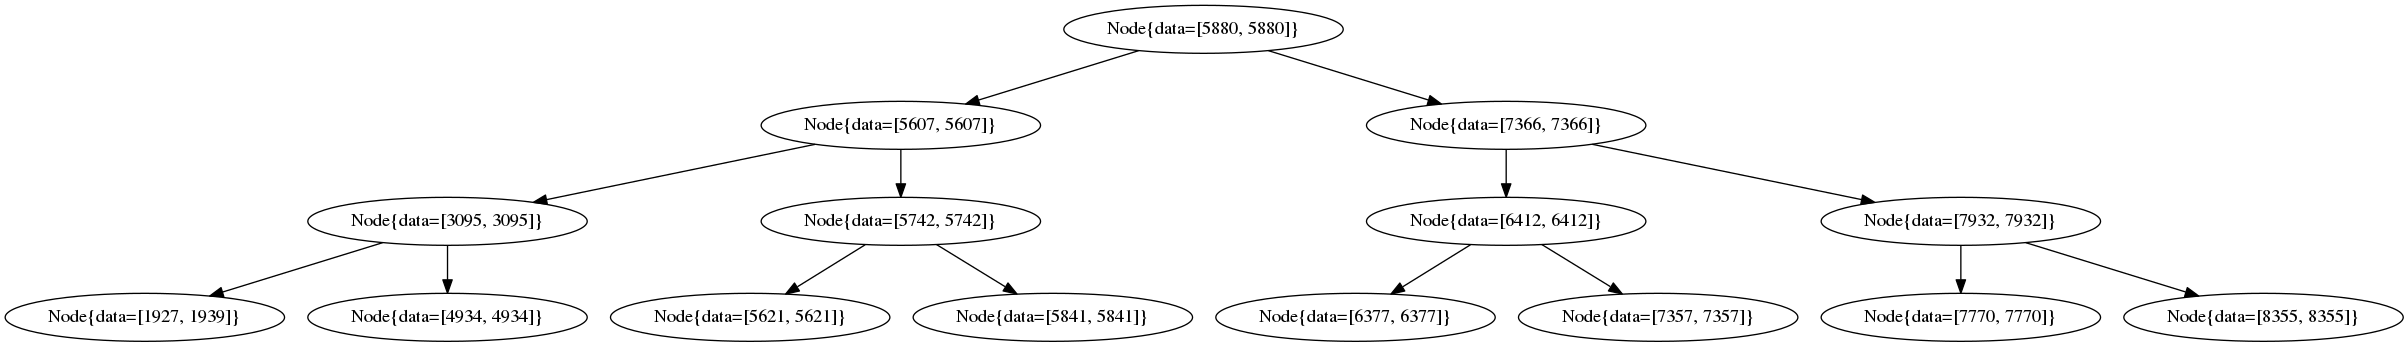 Node{data=[5880, 5880]}
Node{data=[5607, 5607]}
Node{data=[7366, 7366]}
Node{data=[3095, 3095]}
Node{data=[5742, 5742]}
Node{data=[6412, 6412]}
Node{data=[7932, 7932]}
Node{data=[1927, 1939]}
Node{data=[4934, 4934]}
Node{data=[5621, 5621]}
Node{data=[5841, 5841]}
Node{data=[6377, 6377]}
Node{data=[7357, 7357]}
Node{data=[7770, 7770]}
Node{data=[8355, 8355]}